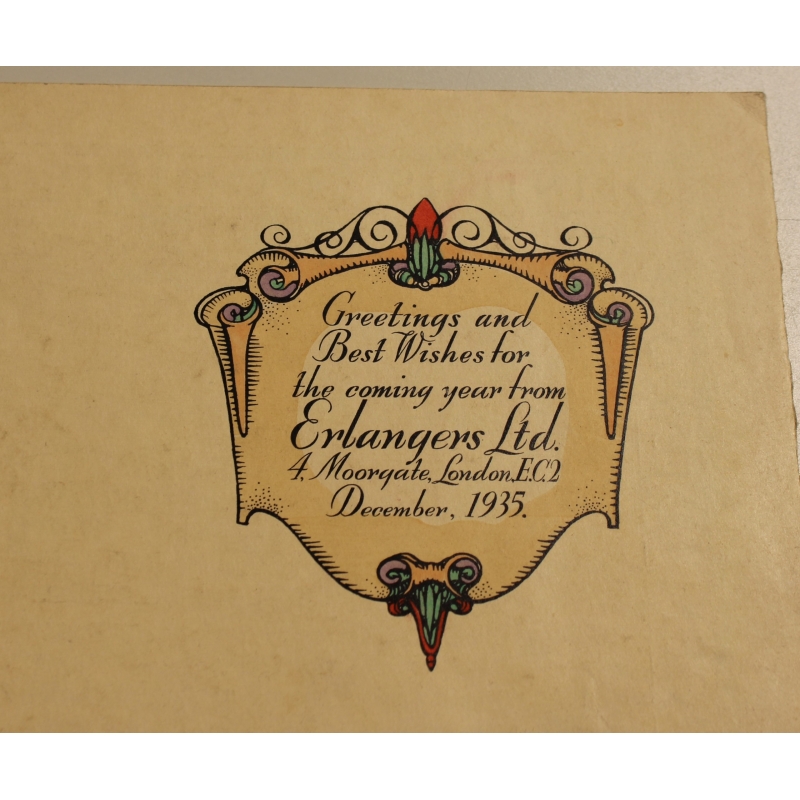 Greetings and
Best Wishes for
the coming year from
Erlangers Ltd.
4, Moorgate, London, E.C.2
December, 1935.